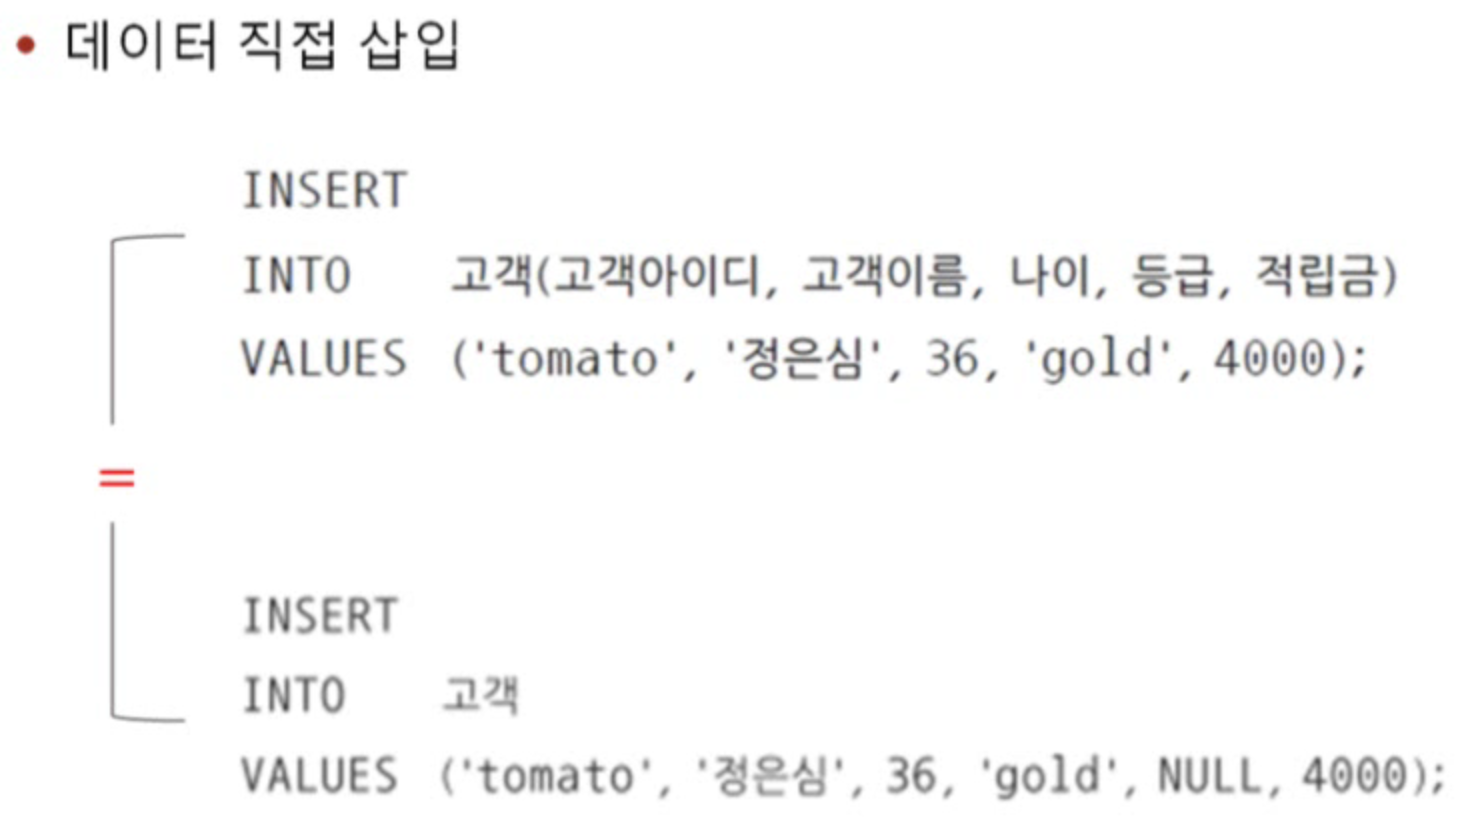 • 데이터 직접 삽입
INSERT
INTO 고객(고객아이디, 고객이름, 나이, 등급, 적립금)
VALUES ('tomato', '정은심', 36, 'gold', 4000);
=
INSERT
INTO 고객
VALUES ('tomato', '정은심', 36, 'gold', NULL, 4000);